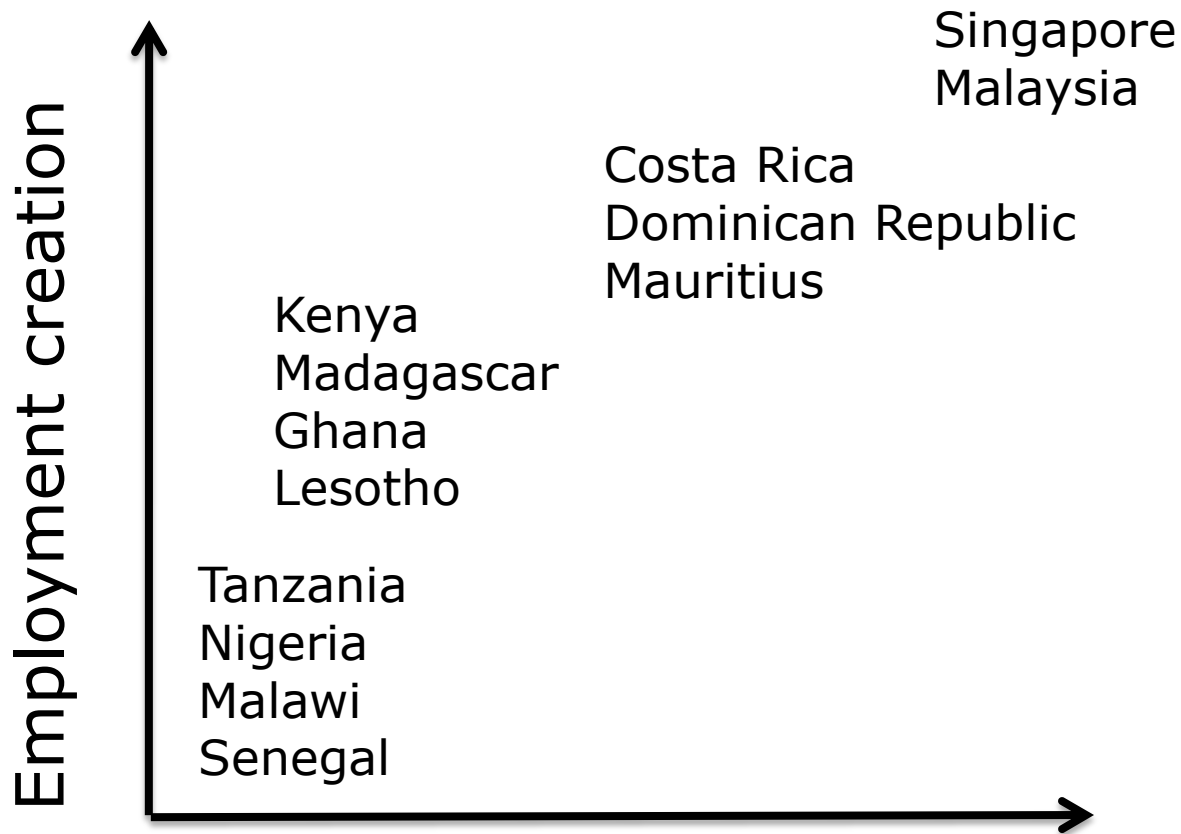 Employment creation
Singapore
Malaysia
Costa Rica
Dominican Republic
Mauritius
Kenya
Madagascar
Ghana
Lesotho
Tanzania
Nigeria
Malawi
Senegal